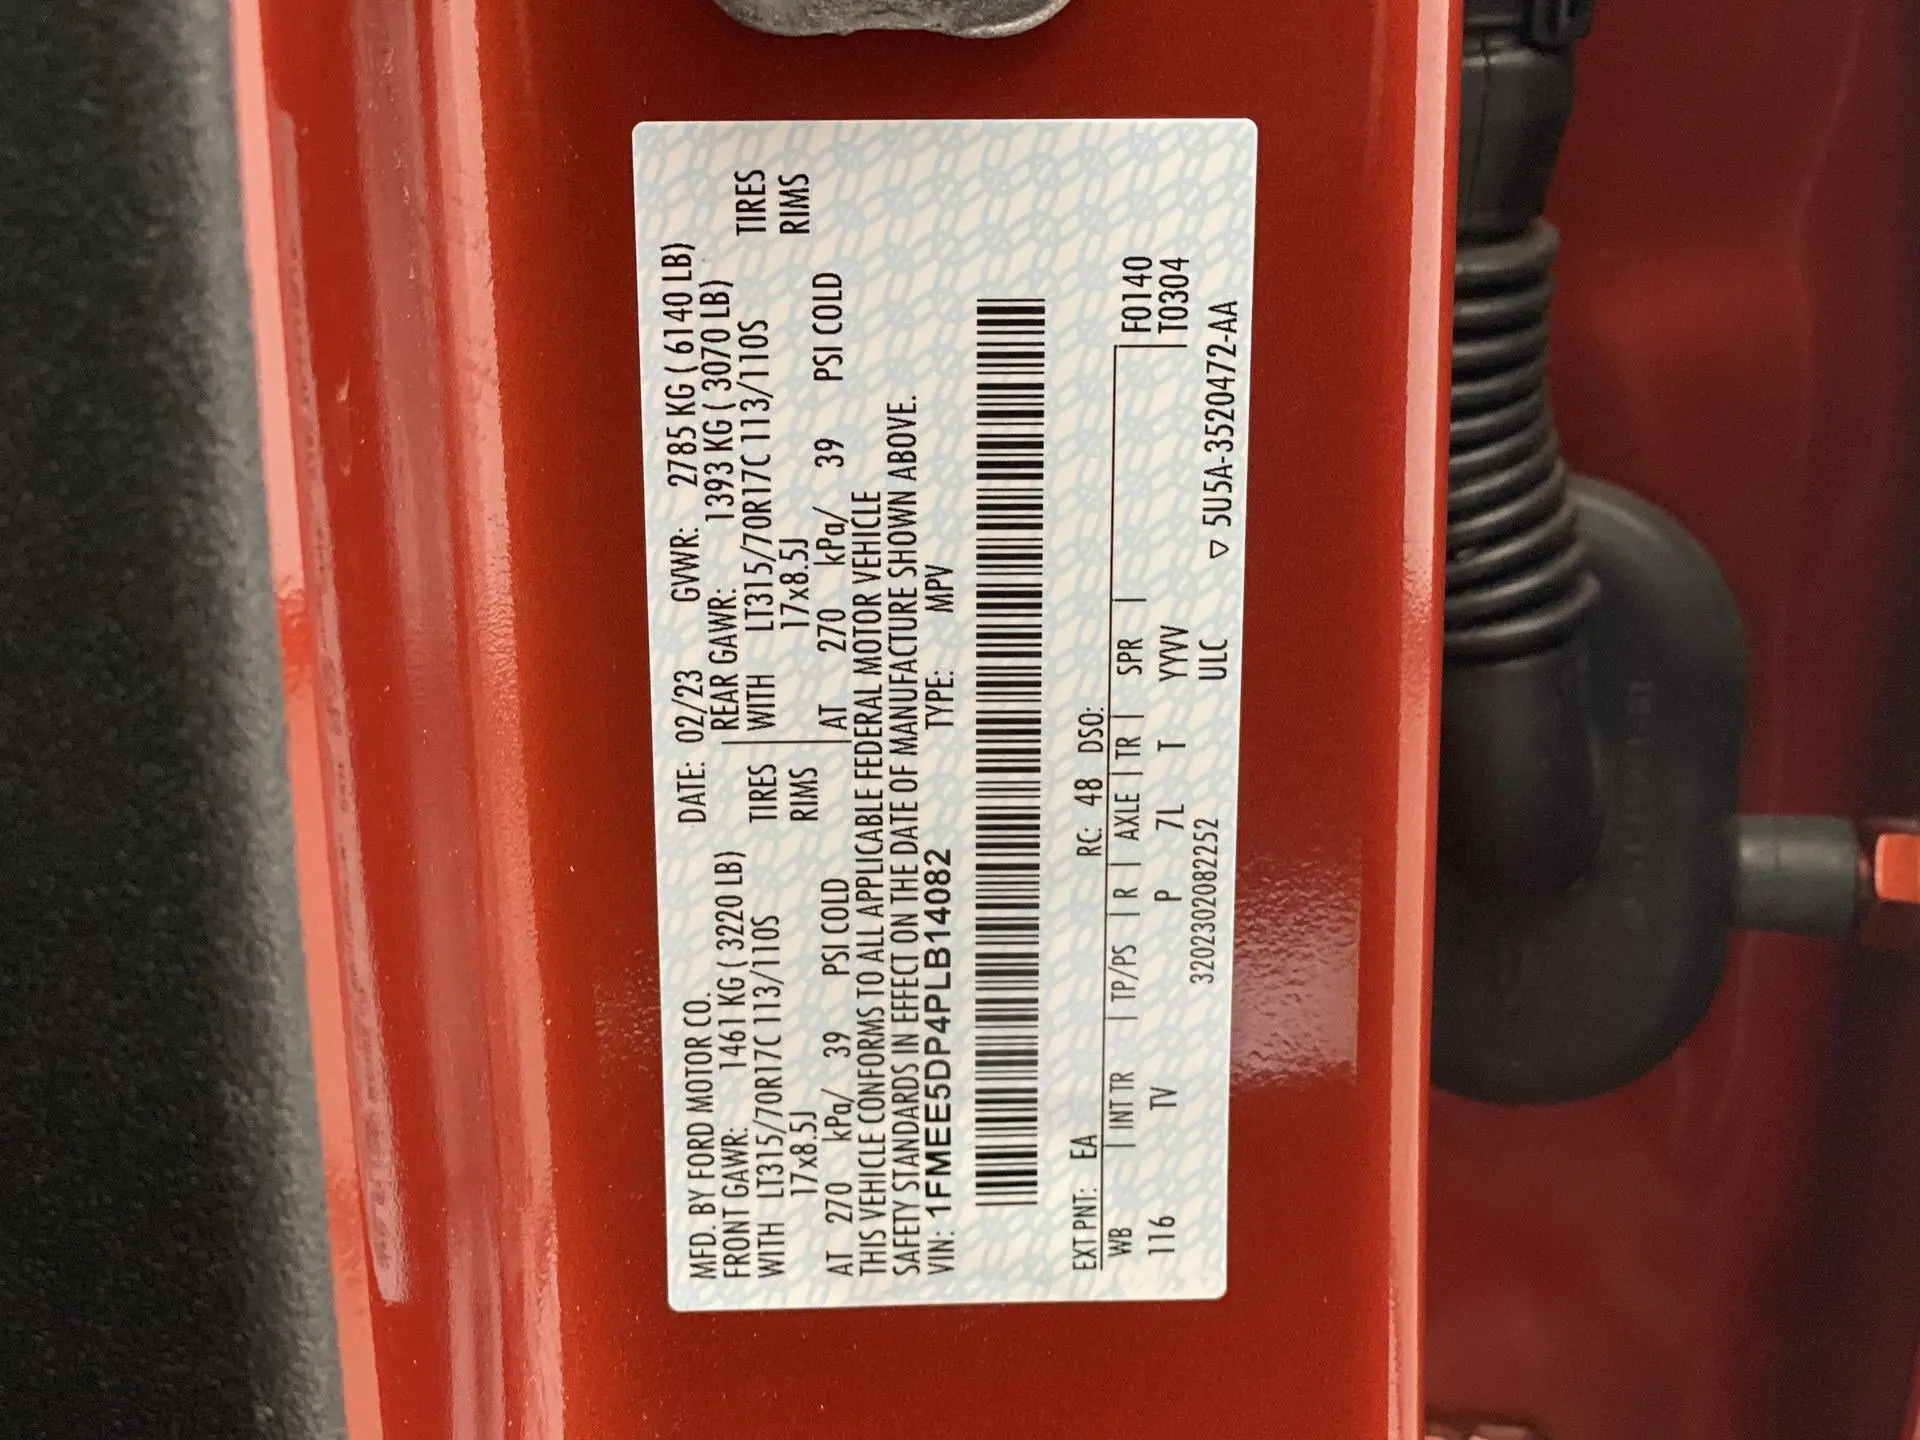 MFD. BY FORD MOTOR CO. DATE: 02/23 GVWR: 2785 KG ( 6140 LB)
FRONT GAWR: 1461 KG ( 3220 LB) REAR GAWR: 1393 KG ( 3070 LB)
WITH LT315/70R17C 113/110S TIRES WITH LT315/70R17C 113/110S TIRES
17x8.5J RIMS 17x8.5J RIMS
AT 270 kPa/ 39 PSI COLD AT 270 kPa/ 39 PSI COLD
THIS VEHICLE CONFORMS TO ALL APPLICABLE FEDERAL MOTOR VEHICLE
SAFETY STANDARDS IN EFFECT ON THE DATE OF MANUFACTURE SHOWN ABOVE.
VIN: 1FMEE5DP4PLB14082 TYPE: MPV
EXT PNT: EA RC: 48 DSO:
WB INT TR TP/PS R AXLE TR SPR F0140
116 TV P 7L T YYVV T0304
3202302082252 ULC ▽ 5U5A-3520472-AA